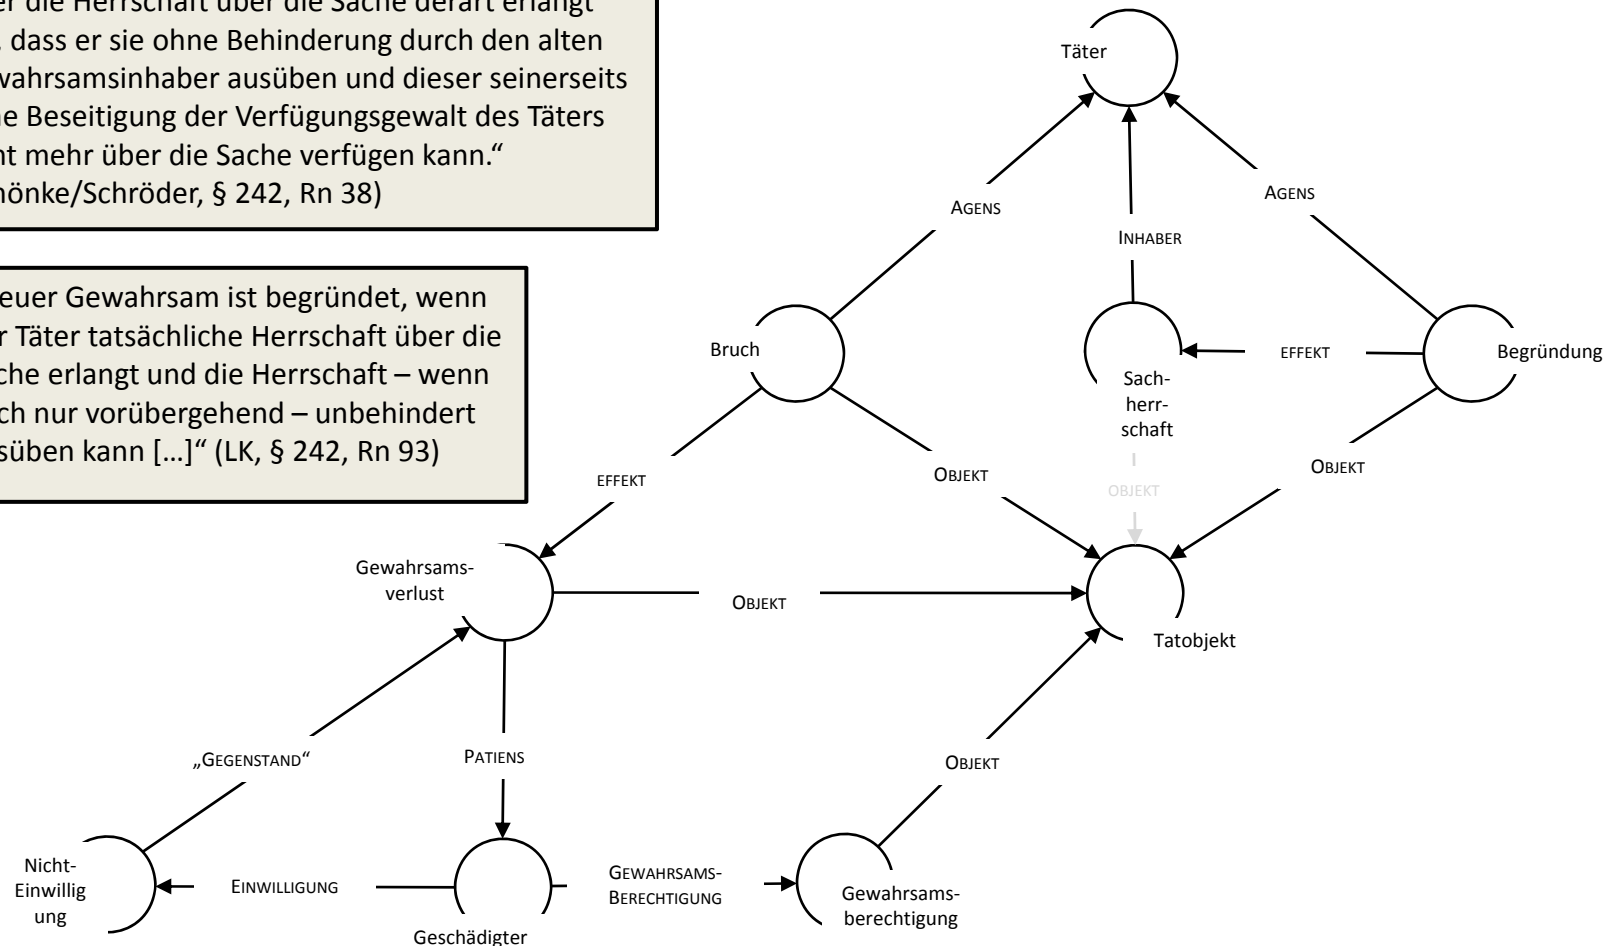 er die Herrschaft über die Sache derart erlangt
dass er sie ohne Behinderung durch den alten
wahrsamsinhaber ausüben und dieser seinerseits
ne Beseitigung der Verfügungsgewalt des Täters
nt mehr über die Sache verfügen kann.“
hönke/Schröder, § 242, Rn 38)
euer Gewahrsam ist begründet, wenn
r Täter tatsächliche Herrschaft über die
che erlangt und die Herrschaft – wenn
ch nur vorübergehend – unbehindert
süben kann [...]“ (LK, § 242, Rn 93)
Täter
AGENS
AGENS
INHABER
Bruch
Sach-
herr-
schaft
EFFEKT
Begründung
EFFEKT
OBJEKT
OBJEKT
OBJEKT
Gewahrsams-
verlust
OBJEKT
Tatobjekt
„GEGENSTAND“
PATIENS
OBJEKT
Nicht-
Einwillig
ung
EINWILLIGUNG
Geschädigter
GEWAHRSAMS-
BERECHTIGUNG
Gewahrsams-
berechtigung